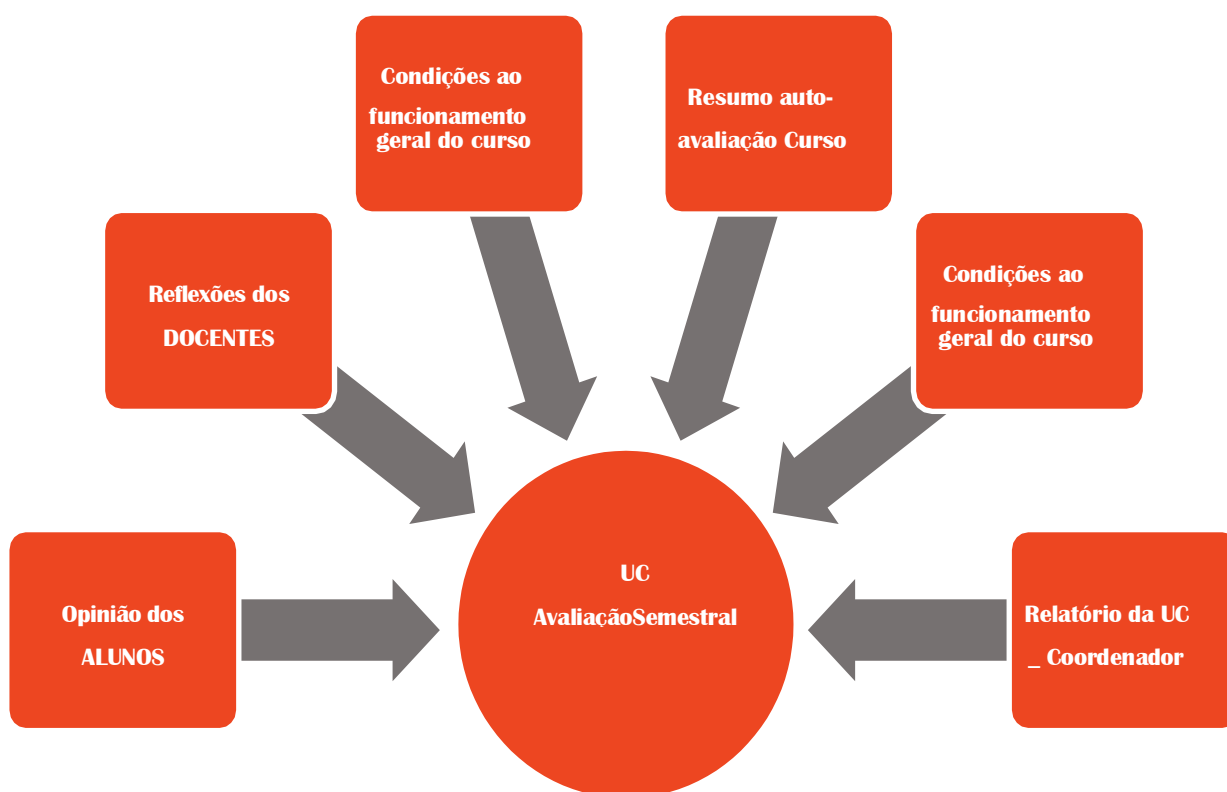 Condições ao
funcionamento
geral do curso
Resumo auto-
avaliação Curso
Reflexões dos
DOCENTES
Condições ao
funcionamento
geral do curso
Opinião dos
ALUNOS
UC
AvaliaçãoSemestral
Relatório da UC
_ Coordenador